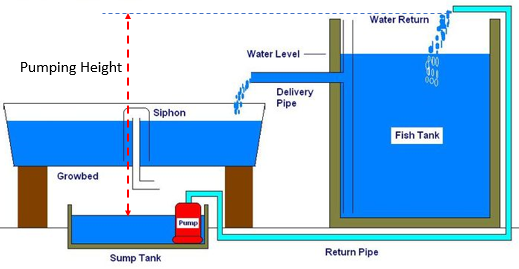 Water Return
Water Level
Pumping Height
Delivery
Pipe
Siphon
Fish Tank
Growbed
Pump
Return Pipe
Sump Tank